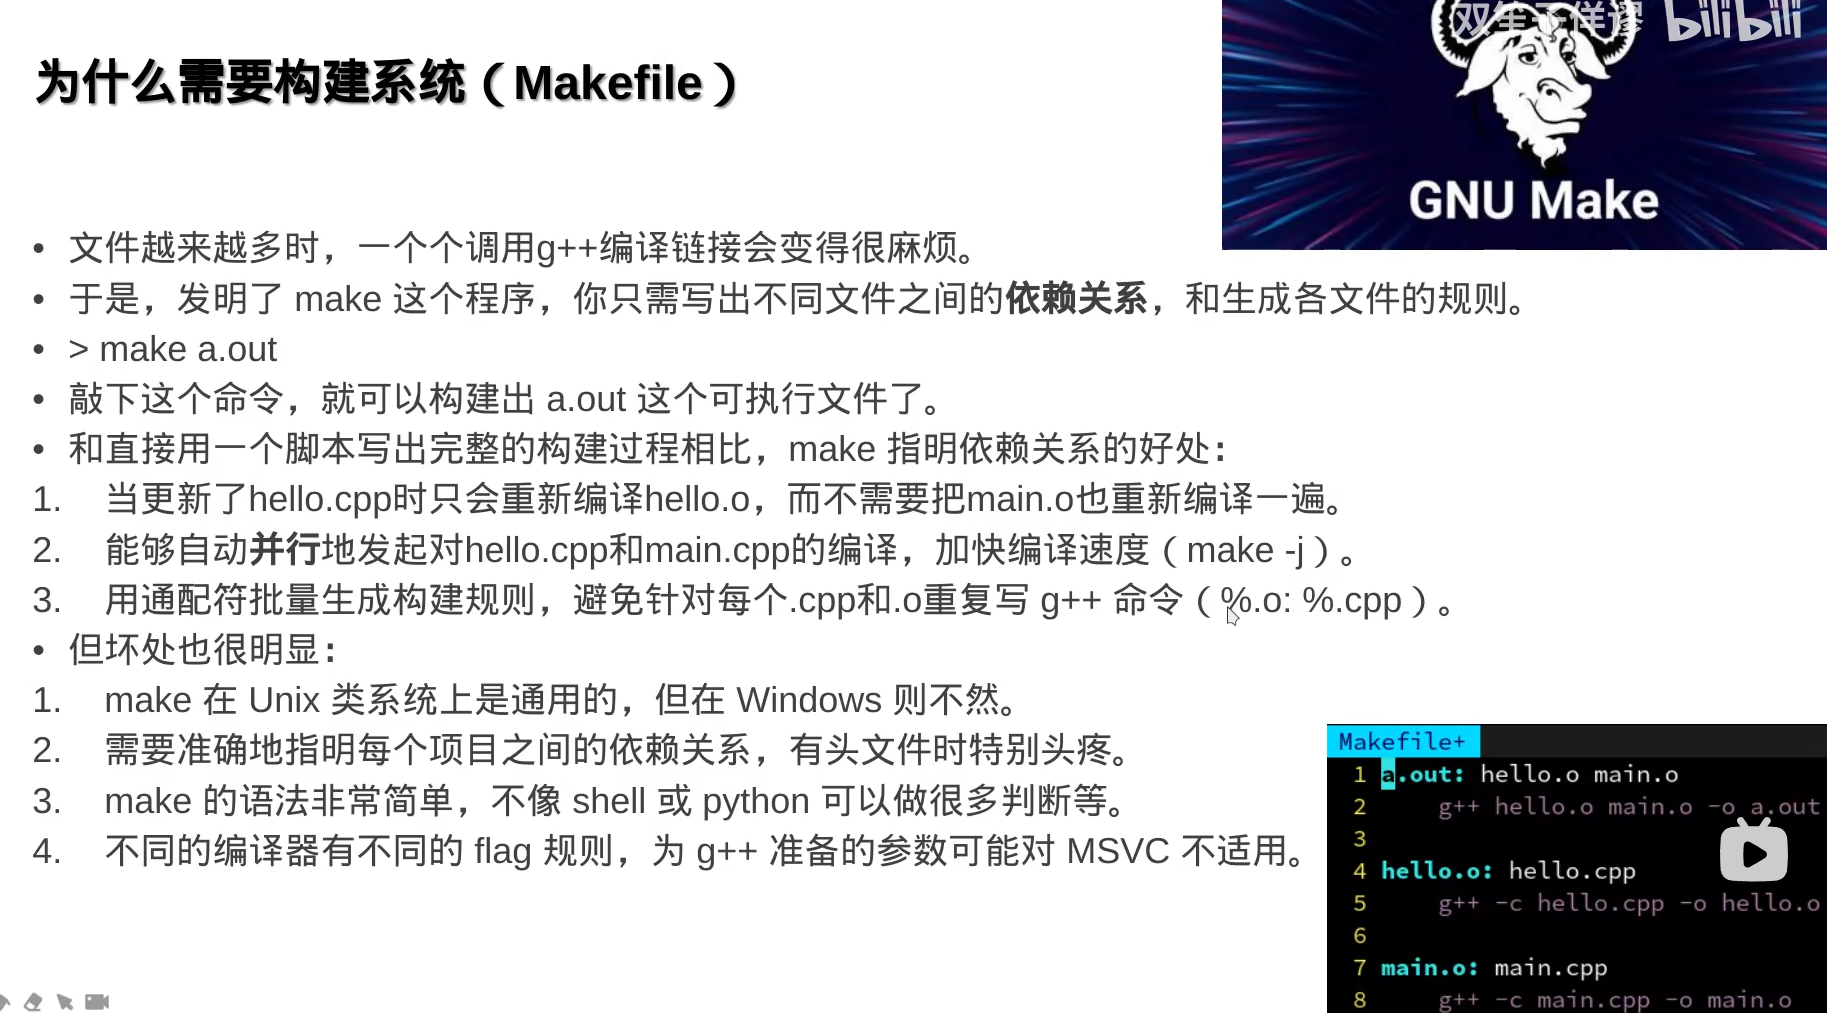 双笙子佯谬 bilibili
为什么需要构建系统（Makefile）
GNU Make
• 文件越来越多时，一个个调用g++编译链接会变得很麻烦。
• 于是，发明了 make 这个程序，你只需写出不同文件之间的依赖关系，和生成各文件的规则。
• > make a.out
• 敲下这个命令，就可以构建出 a.out 这个可执行文件了。
• 和直接用一个脚本写出完整的构建过程相比，make 指明依赖关系的好处：
1. 当更新了hello.cpp时只会重新编译hello.o，而不需要把main.o也重新编译一遍。
2. 能够自动并行地发起对hello.cpp和main.cpp的编译，加快编译速度（make -j）。
3. 用通配符批量生成构建规则，避免针对每个.cpp和.o重复写 g++ 命令（%.o: %.cpp）。
• 但坏处也很明显：
1. make 在 Unix 类系统上是通用的，但在 Windows 则不然。
2. 需要准确地指明每个项目之间的依赖关系，有头文件时特别头疼。
3. make 的语法非常简单，不像 shell 或 python 可以做很多判断等。
4. 不同的编译器有不同的 flag 规则，为 g++ 准备的参数可能对 MSVC 不适用。
Makefile+
1 a.out: hello.o main.o
2 g++ hello.o main.o -o a.out
3
4 hello.o: hello.cpp
5 g++ -c hello.cpp -o hello.o
6
7 main.o: main.cpp
8 g++ -c main.cpp -o main.o